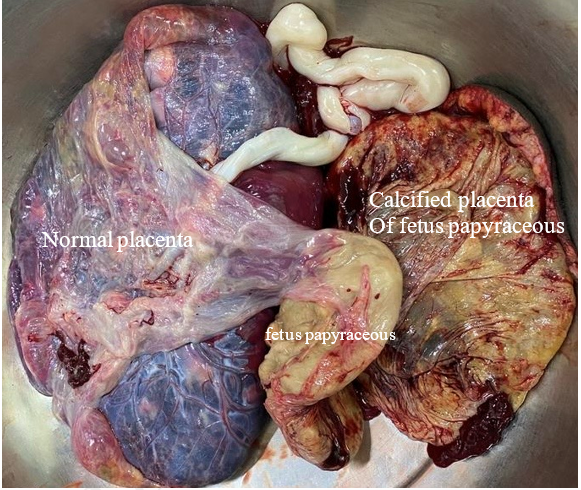 Normal placenta
Calcified placenta
Of fetus papyraceous
fetus papyraceous